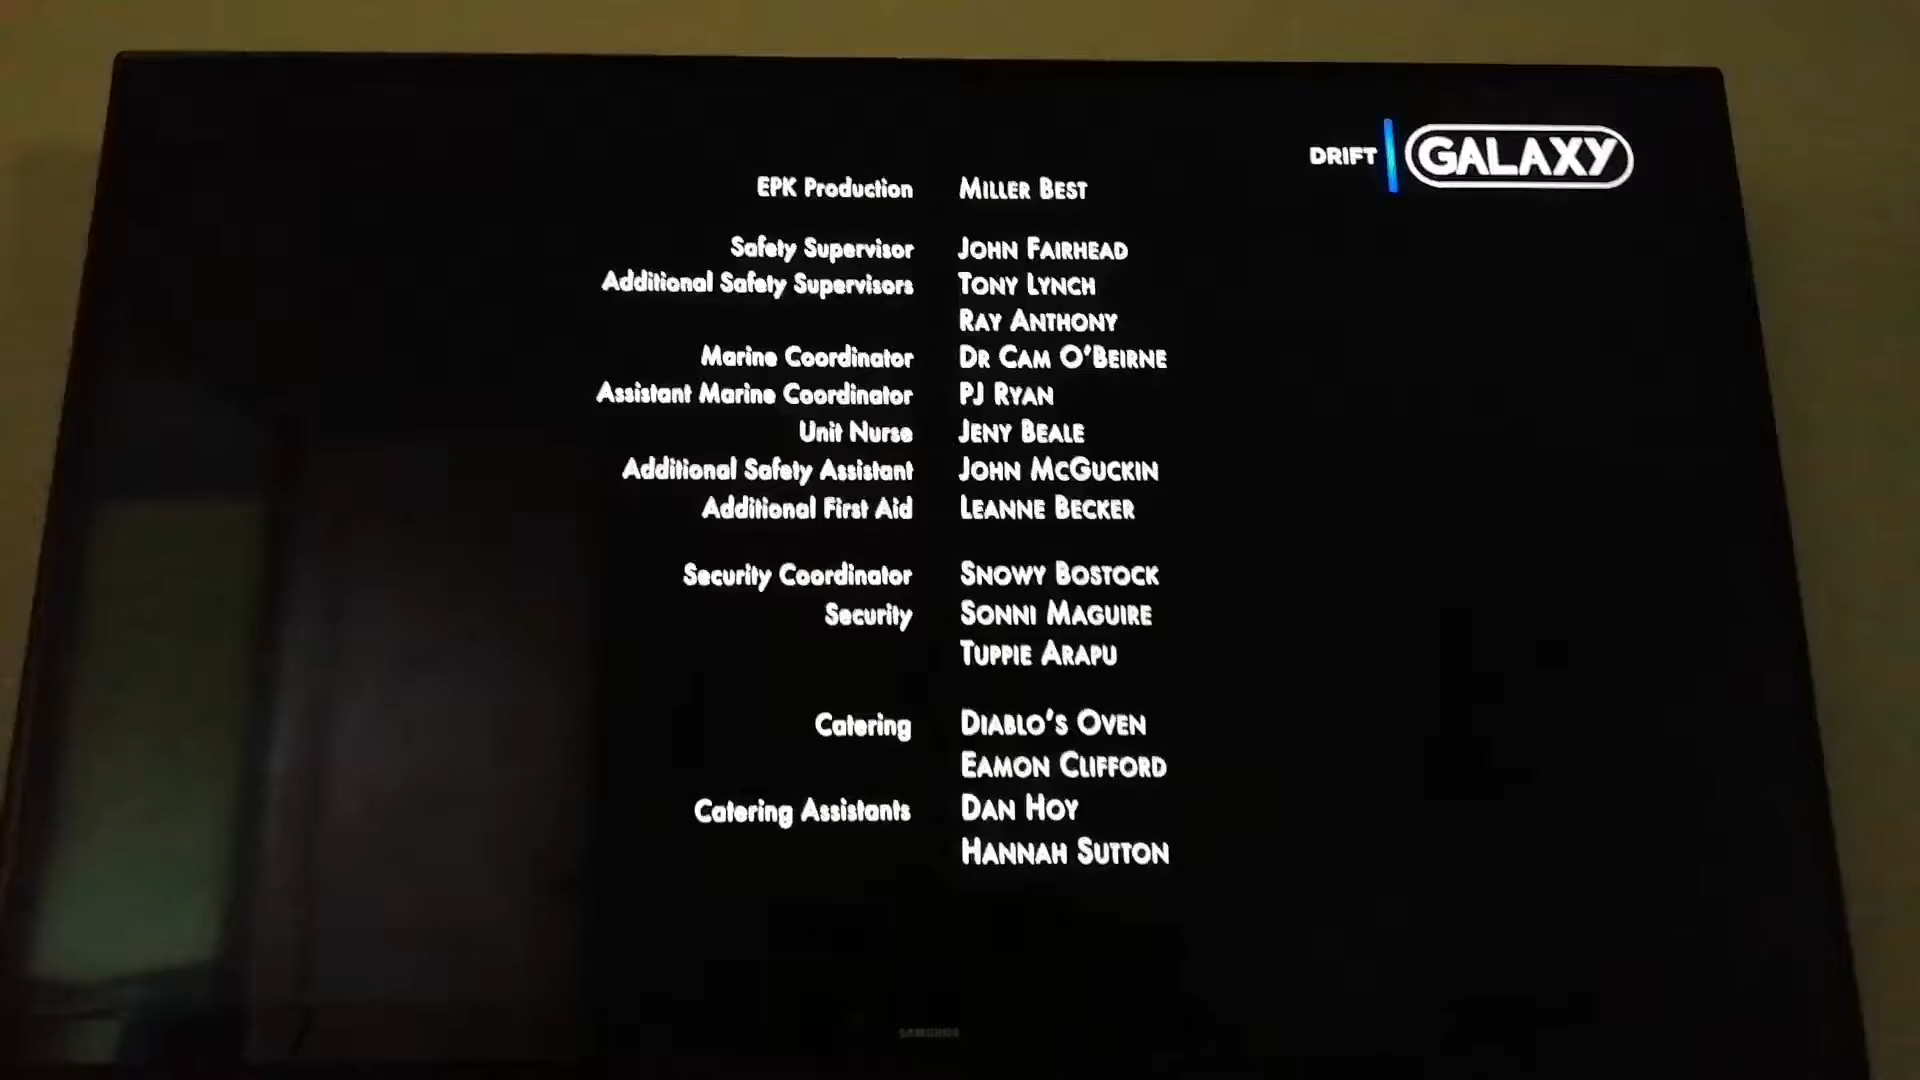 DRIFT GALAXY
EPK Production MILLER BEST
Safety Supervisor JOHN FAIRHEAD
Additional Safety Supervisors TONY LYNCH
RAY ANTHONY
Marine Coordinator DR CAM O'BEIRNE
Assistant Marine Coordinator PJ RYAN
Unit Nurse JENY BEALE
Additional Safety Assistant JOHN MCGUCKIN
Additional First Aid LEANNE BECKER
Security Coordinator SNOWY BOSTOCK
Security SONNI MAGUIRE
TUPPIE ARAPU
Catering DIABLO'S OVEN
EAMON CLIFFORD
Catering Assistants DAN HOY
HANNAH SUTTON
SAMSUNG